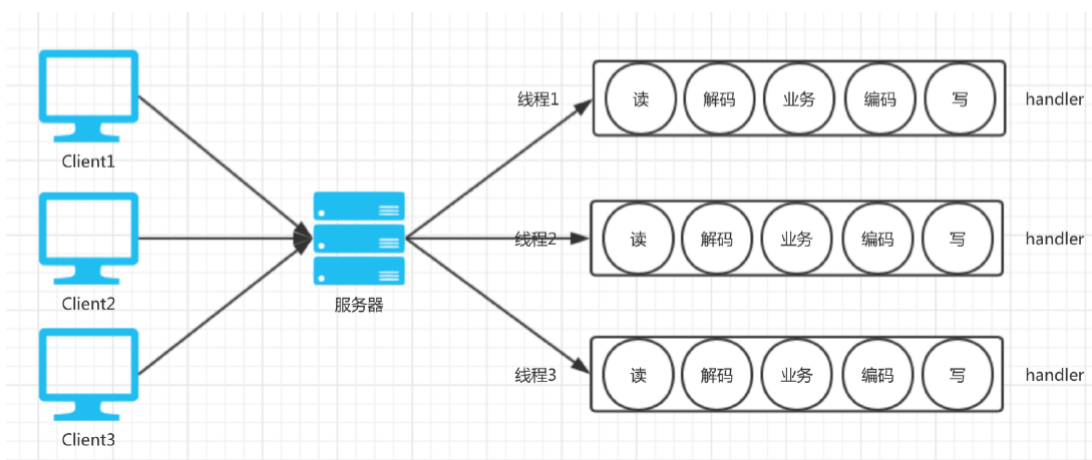 Client1
Client2
Client3
服务器
线程1
读 解码 业务 编码 写
handler
线程2
读 解码 业务 编码 写
handler
线程3
读 解码 业务 编码 写
handler